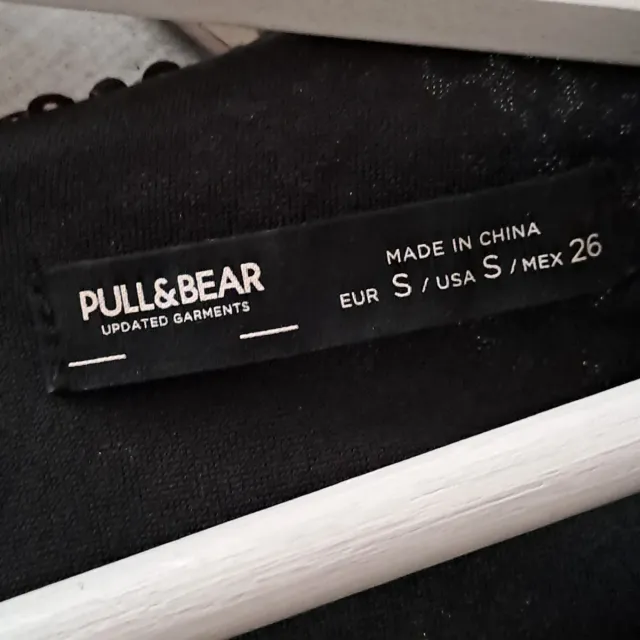 PULL&BEAR
UPDATED GARMENTS
MADE IN CHINA
EUR S / USA S / MEX 26